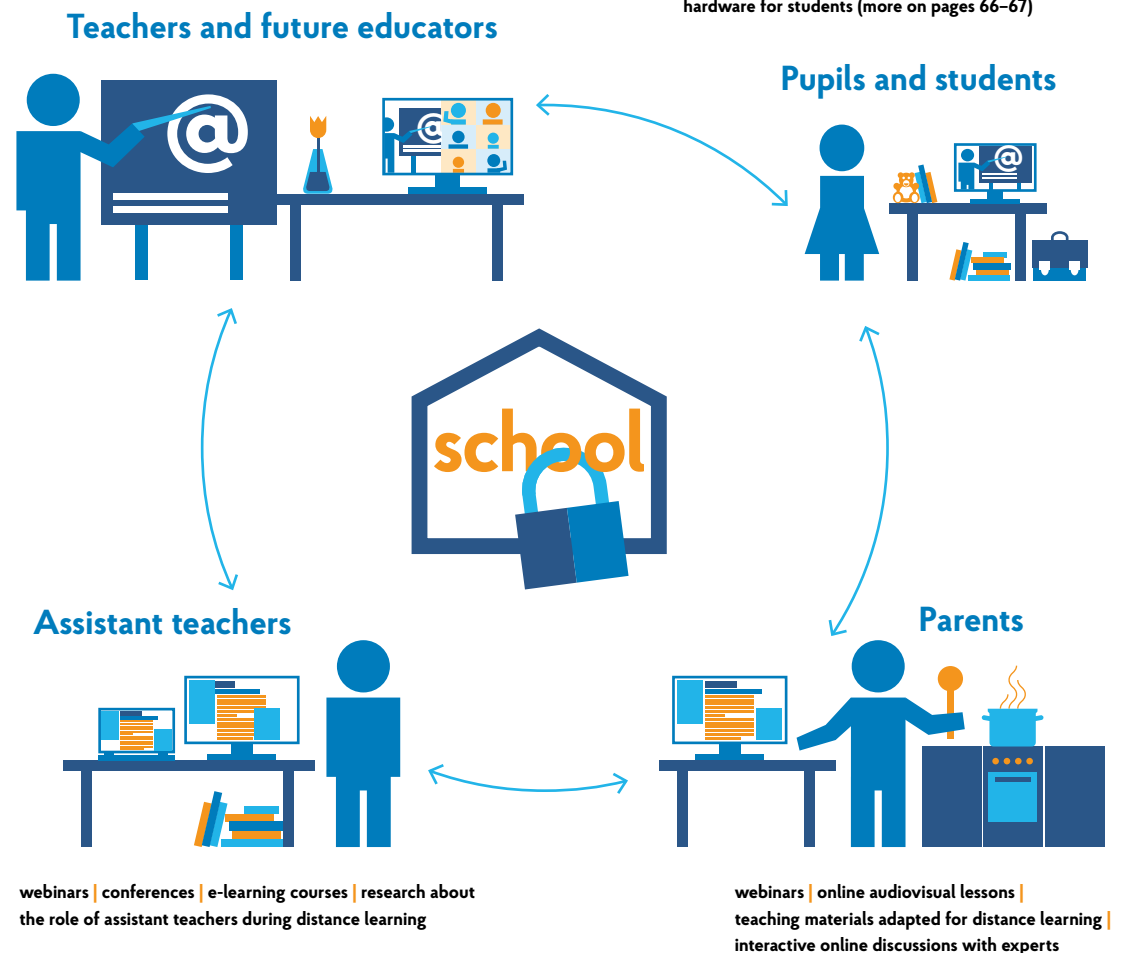 hardware for students (more on pages 66–67)
Teachers and future educators
Pupils and students
@
@
@
school
Assistant teachers
Parents
webinars | conferences | e-learning courses | research about
the role of assistant teachers during distance learning
webinars | online audiovisual lessons |
teaching materials adapted for distance learning |
interactive online discussions with experts